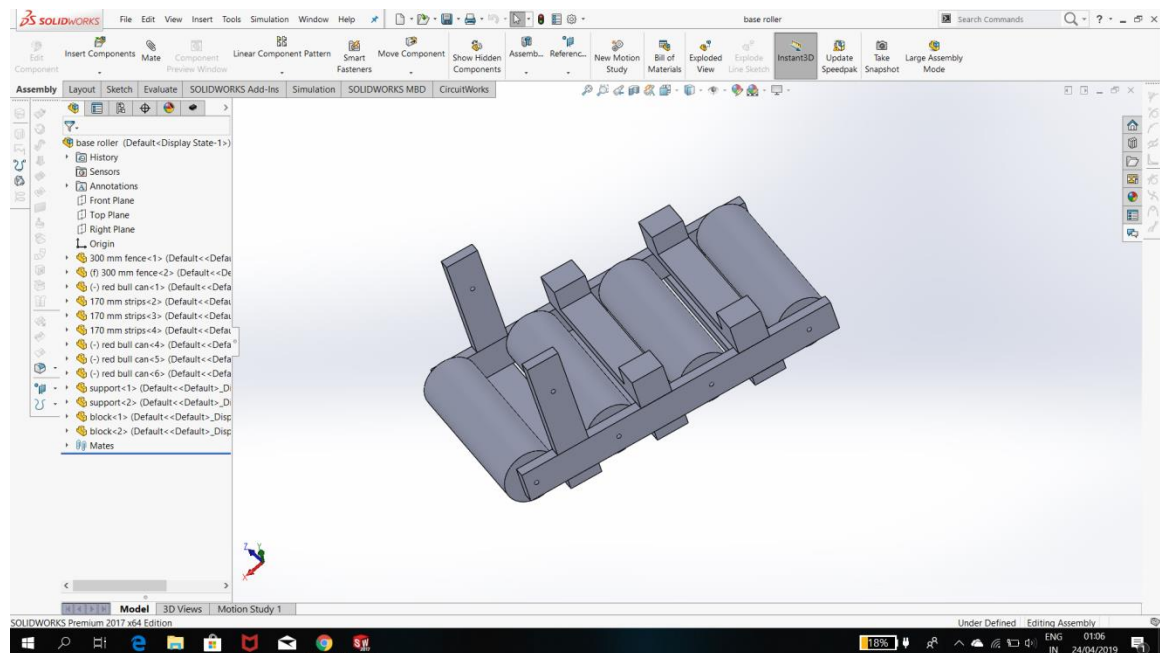 SOLIDWORKS File Edit View Insert Tools Simulation Window Help base roller Search Commands
Edit Component Insert Components Mate Component Preview Window Linear Component Pattern Smart Fasteners Move Component Show Hidden Components Assemb... Referenc... New Motion Study Bill of Materials Exploded View Explode Line Sketch Instant3D Update Speedpak Take Snapshot Large Assembly Mode
Assembly Layout Sketch Evaluate SOLIDWORKS Add-Ins Simulation SOLIDWORKS MBD CircuitWorks
base roller (Default<Display State-1>)
History
Sensors
Annotations
Front Plane
Top Plane
Right Plane
Origin
300 mm fence<1> (Default<<Defau
(f) 300 mm fence<2> (Default<<De
(-) red bull can<1> (Default<<Defa
170 mm strips<2> (Default<<Defau
170 mm strips<3> (Default<<Defau
170 mm strips<4> (Default<<Defau
(-) red bull can<4> (Default<<Defa
(-) red bull can<5> (Default<<Defa
(-) red bull can<6> (Default<<Defa
support<1> (Default<<Default>_Di
support<2> (Default<<Default>_Di
block<1> (Default<<Default>_Disp
block<2> (Default<<Default>_Disp
Mates
Z Y
X
Model 3D Views Motion Study 1
SOLIDWORKS Premium 2017 x64 Edition Under Defined Editing Assembly
18% ENG 01:06
IN 24/04/2019